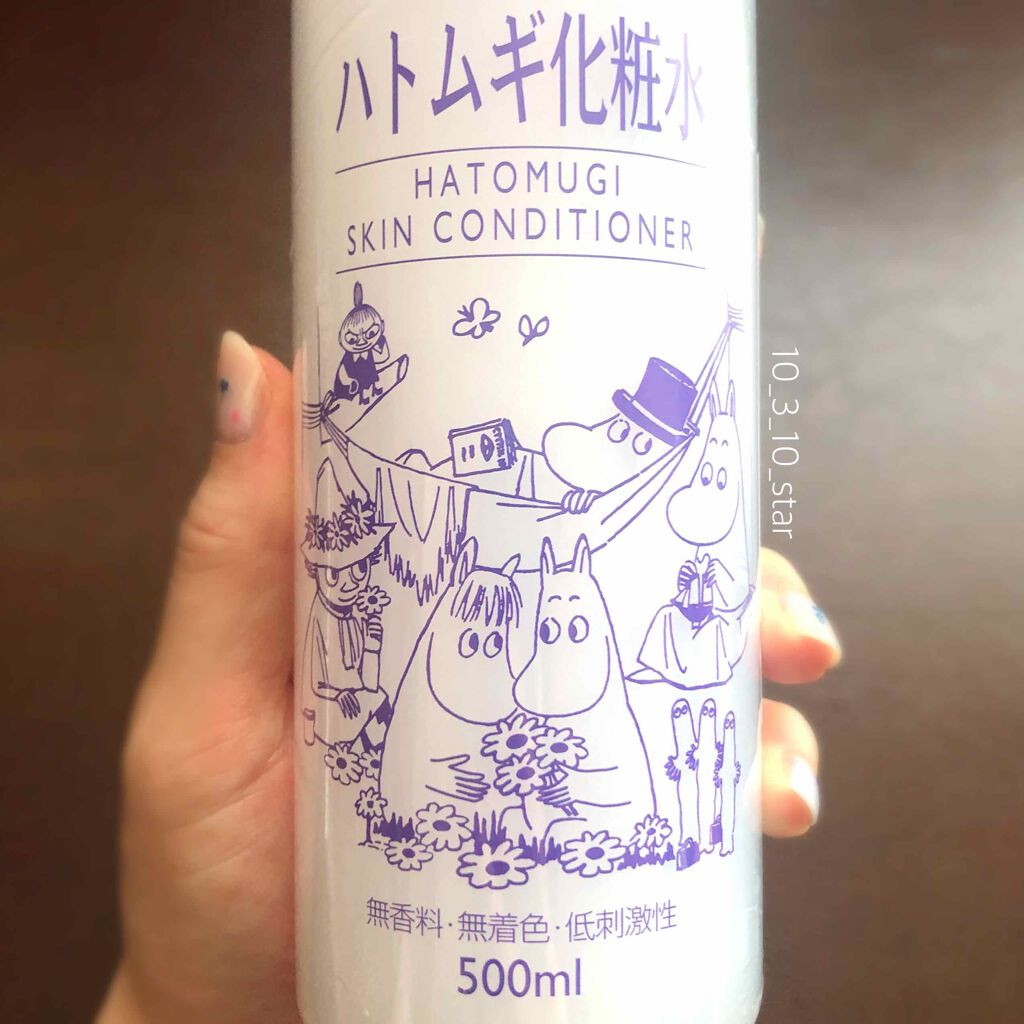 ハトムギ化粧水
HATOMUGI
SKIN CONDITIONER
無香料・無着色・低刺激性
500ml
10_3_10_star